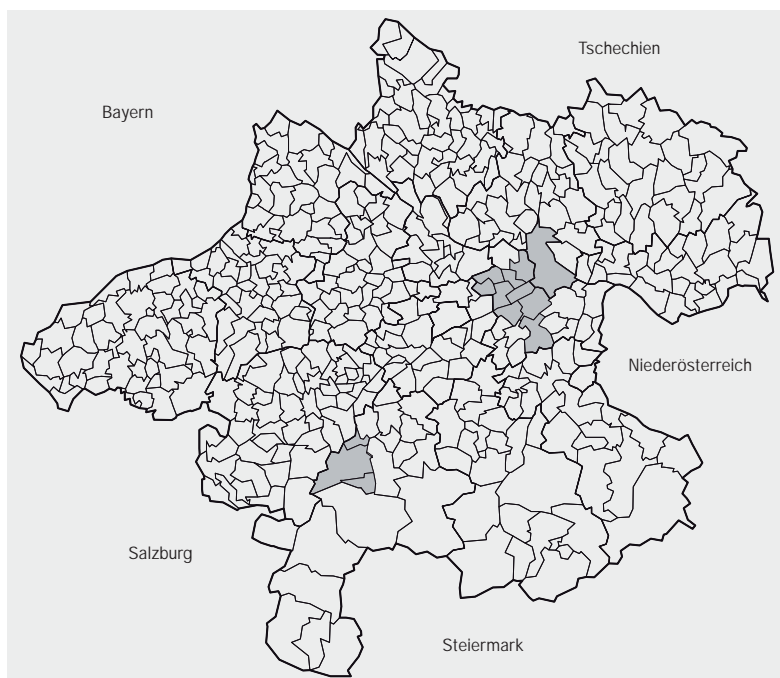 Tschechien
Bayern
Niederösterreich
Salzburg
Steiermark